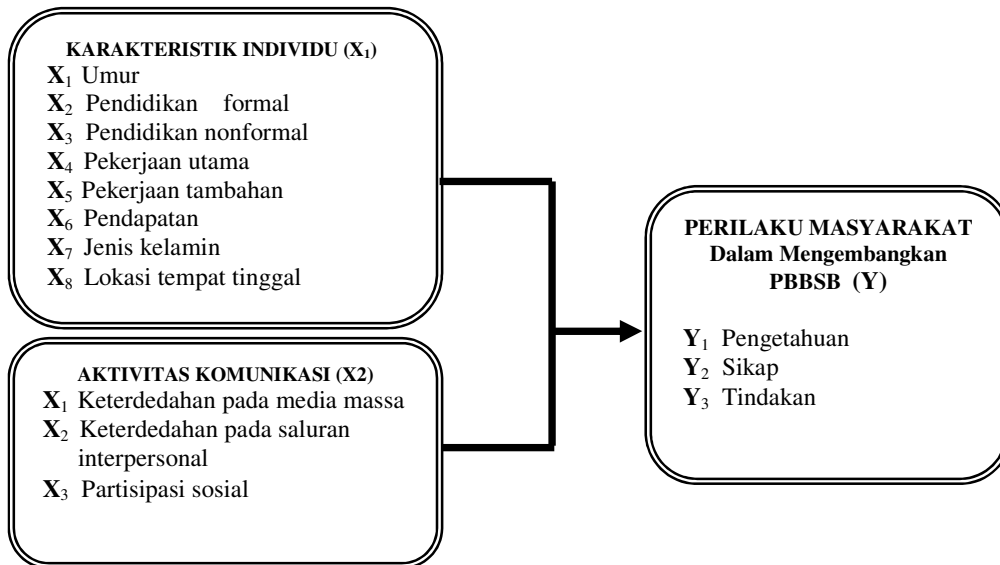 KARAKTERISTIK INDIVIDU (X₁)
X₁ Umur
X₂ Pendidikan formal
X₃ Pendidikan nonformal
X₄ Pekerjaan utama
X₅ Pekerjaan tambahan
X₆ Pendapatan
X₇ Jenis kelamin
X₈ Lokasi tempat tinggal
AKTIVITAS KOMUNIKASI (X2)
X₁ Keterdedahan pada media massa
X₂ Keterdedahan pada saluran
interpersonal
X₃ Partisipasi sosial
PERILAKU MASYARAKAT
Dalam Mengembangkan
PBBSB (Y)
Y₁ Pengetahuan
Y₂ Sikap
Y₃ Tindakan